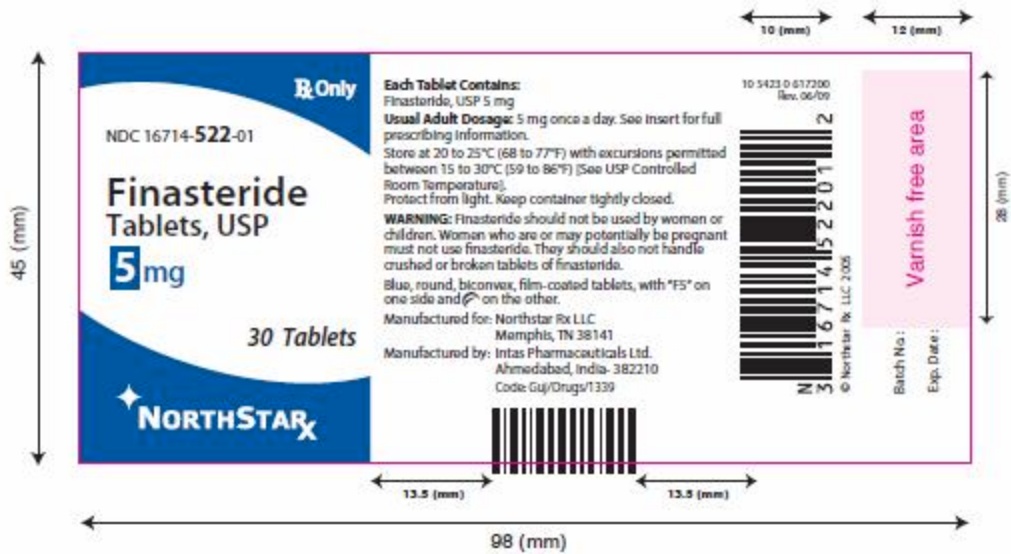 ℞ Only
NDC 16714-522-01
Finasteride
Tablets, USP
5 mg
30 Tablets
NORTHSTARx
Each Tablet Contains:
Finasteride, USP 5 mg
Usual Adult Dosage: 5 mg once a day. See insert for full
prescribing information.
Store at 20 to 25°C (68 to 77°F) with excursions permitted
between 15 to 30°C (59 to 86°F) [See USP Controlled
Room Temperature].
Protect from light. Keep container tightly closed.
WARNING: Finasteride should not be used by women or
children. Women who are or may potentially be pregnant
must not use finasteride. They should also not handle
crushed or broken tablets of finasteride.
Blue, round, biconvex, film-coated tablets, with "F5" on
one side and on the other.
Manufactured for: Northstar Rx LLC
Memphis, TN 38141
Manufactured by: Intas Pharmaceuticals Ltd.
Ahmedabad, India- 382210
Code: Guj/Drugs/1339
10 5423 0 617200
Rev. 06/09
N 3 16714 52201 2
© Northstar Rx LLC 2005
Varnish free area
Batch No.:
Exp. Date:
10 (mm)
12 (mm)
28 (mm)
45 (mm)
13.5 (mm)
13.5 (mm)
98 (mm)